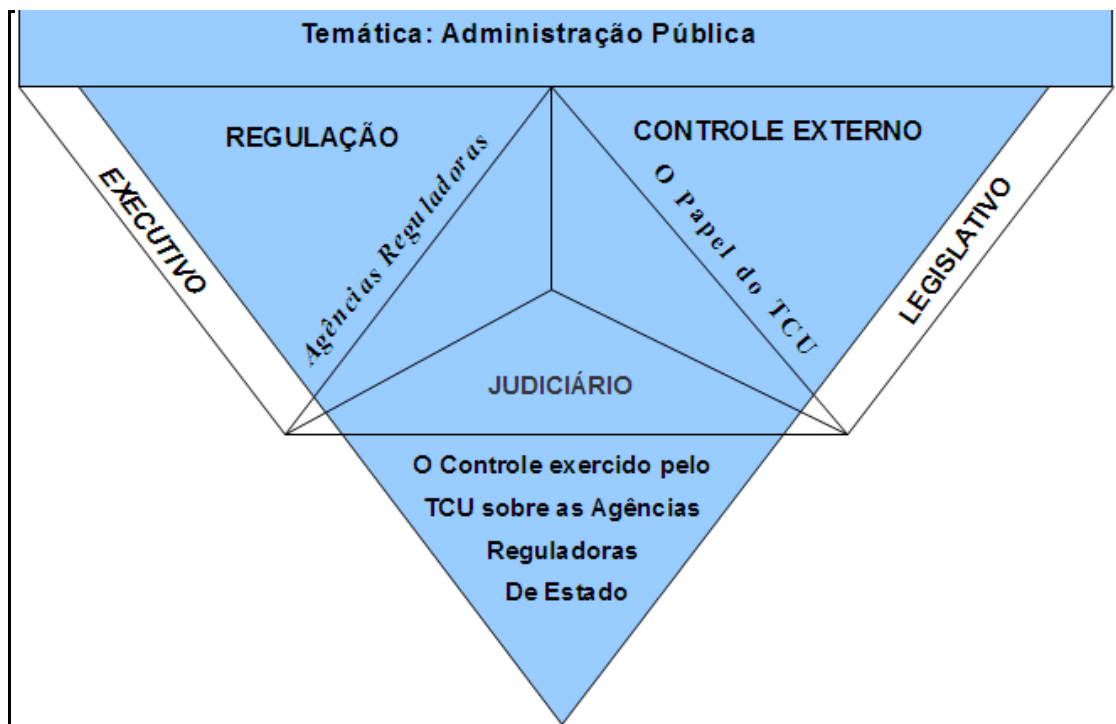 Temática: Administração Pública
REGULAÇÃO
CONTROLE EXTERNO
EXECUTIVO
Agências Reguladoras
O Papel do TCU
LEGISLATIVO
JUDICIÁRIO
O Controle exercido pelo
TCU sobre as Agências
Reguladoras
De Estado